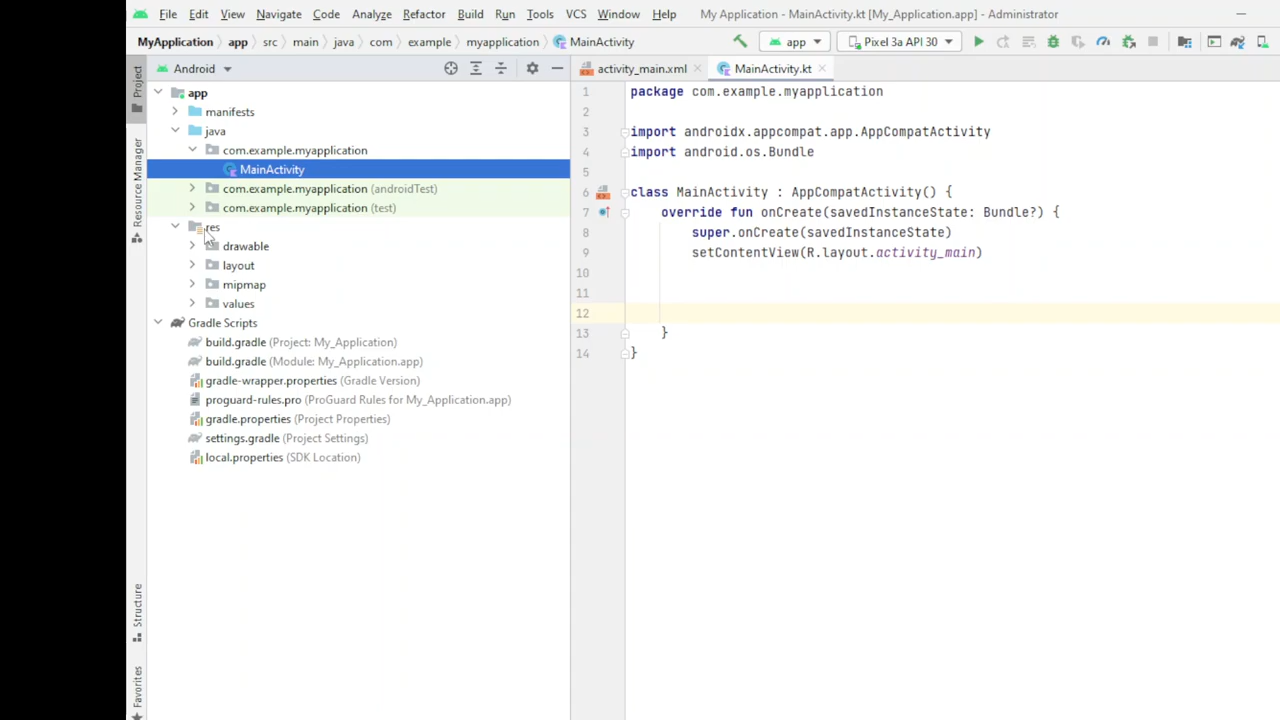 File Edit View Navigate Code Analyze Refactor Build Run Tools VCS Window Help My Application - MainActivity.kt [My_Application.app] - Administrator
MyApplication app src main java com example myapplication MainActivity app Pixel 3a API 30
Project
Resource Manager
Structure
Favorites
Android
app
manifests
java
com.example.myapplication
MainActivity
com.example.myapplication (androidTest)
com.example.myapplication (test)
res
drawable
layout
mipmap
values
Gradle Scripts
build.gradle (Project: My_Application)
build.gradle (Module: My_Application.app)
gradle-wrapper.properties (Gradle Version)
proguard-rules.pro (ProGuard Rules for My_Application.app)
gradle.properties (Project Properties)
settings.gradle (Project Settings)
local.properties (SDK Location)
activity_main.xml MainActivity.kt
1 package com.example.myapplication
2
3 import androidx.appcompat.app.AppCompatActivity
4 import android.os.Bundle
5
6 class MainActivity : AppCompatActivity() {
7 override fun onCreate(savedInstanceState: Bundle?) {
8 super.onCreate(savedInstanceState)
9 setContentView(R.layout.activity_main)
10
11
12
13 }
14 }